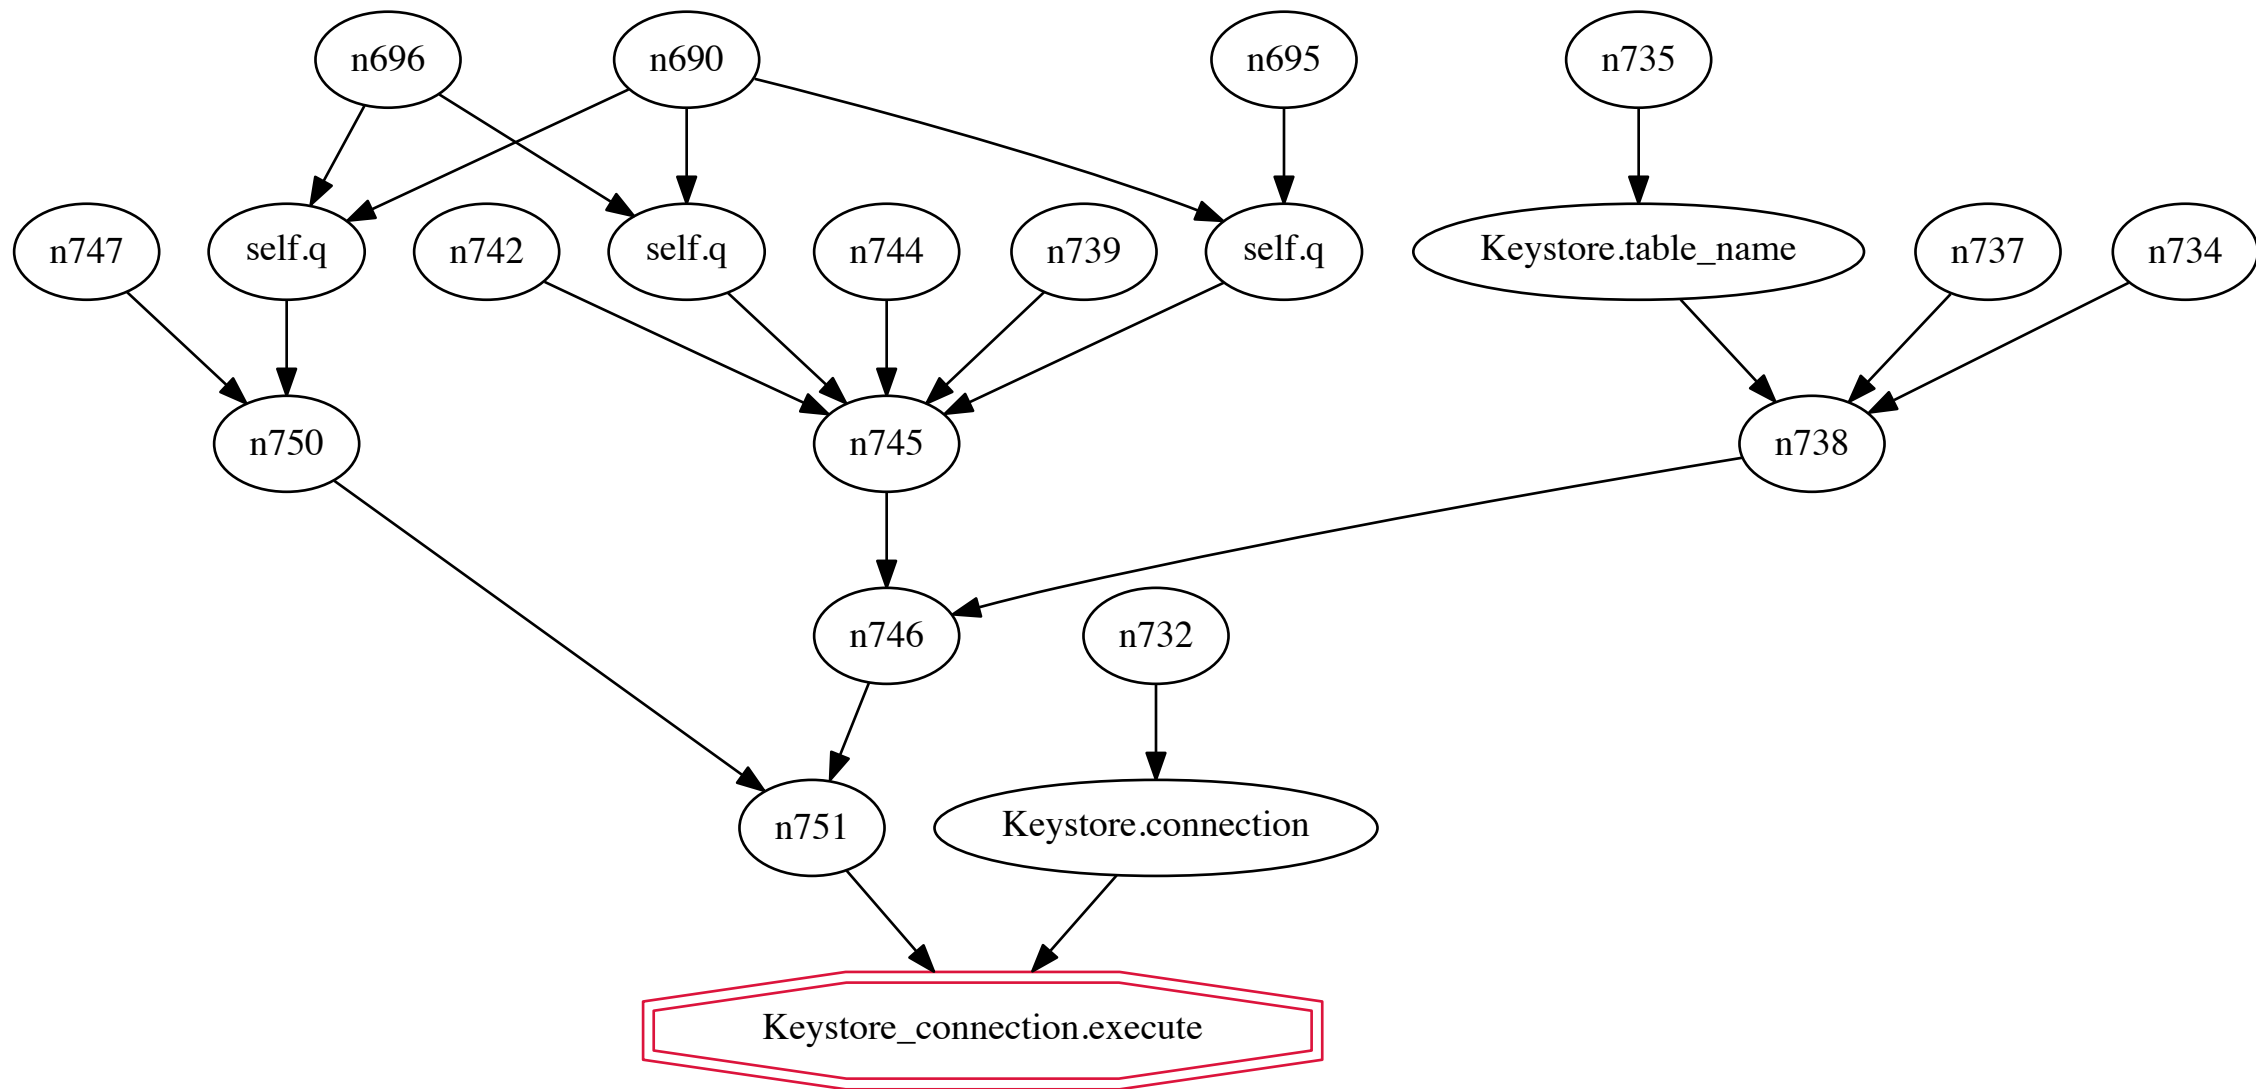 n696
n690
n695
n735
n747
self.q
n742
self.q
n744
n739
self.q
Keystore.table_name
n737
n734
n750
n745
n738
n746
n732
n751
Keystore.connection
Keystore_connection.execute